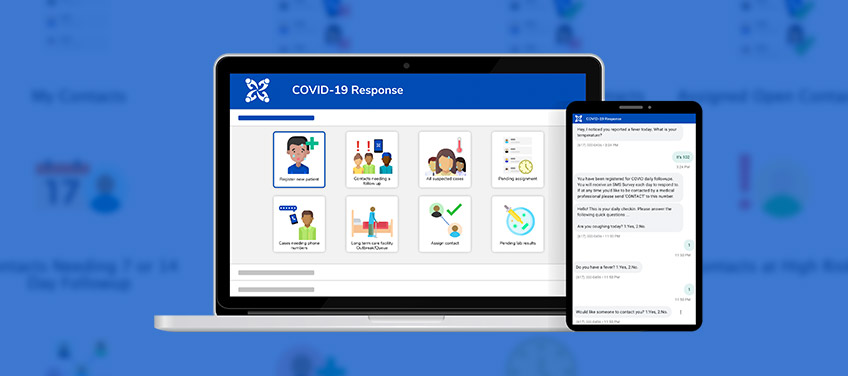 My Contacts
Assigned Open Contac
17
ontacts Needing 7 or 14
Day Followup
ontacts at High Risk
COVID-19 Response
Register new patient
Contacts needing a
follow up
All suspected cases
Pending assignment
Cases needing phone
numbers
Long term care facility
Outbreak/Queue
Assign contact
Pending lab results
COVID-19 Response
Hey, I noticed you reported a fever today. What is your
temperature?
It's 102
You have been registered for COVID daily followups.
You will receive an SMS Survey each day to respond to
if at any time you'd like to be contacted by a medical
professional please send 'CONTACT' to this number.
Hello! This is your daily checkin. Please answer the
following quick questions...
Are you coughing today? 1:Yes, 2:No.
1
Do you have a fever? 1:Yes, 2:No.
1
Would like someone to contact you? 1:Yes, 2:No.